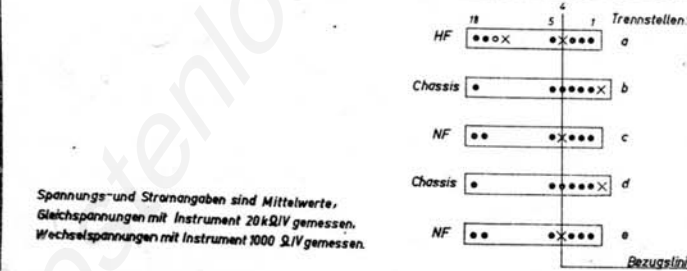 4
18 5 1 Trennstellen
HF a
Chassis b
NF c
Chassis d
NF e
Spannungs- und Stromangaben sind Mittelwerte,
Gleichspannungen mit Instrument 20 kΩ/V gemessen.
Wechselspannungen mit Instrument 1000 Ω/V gemessen.
Bezugslini